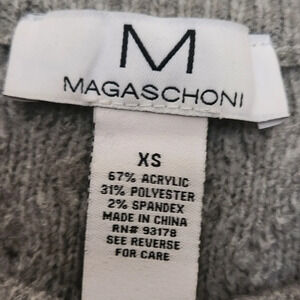 M
MAGASCHONI
XS
67% ACRYLIC
31% POLYESTER
2% SPANDEX
MADE IN CHINA
RN# 93178
SEE REVERSE
FOR CARE